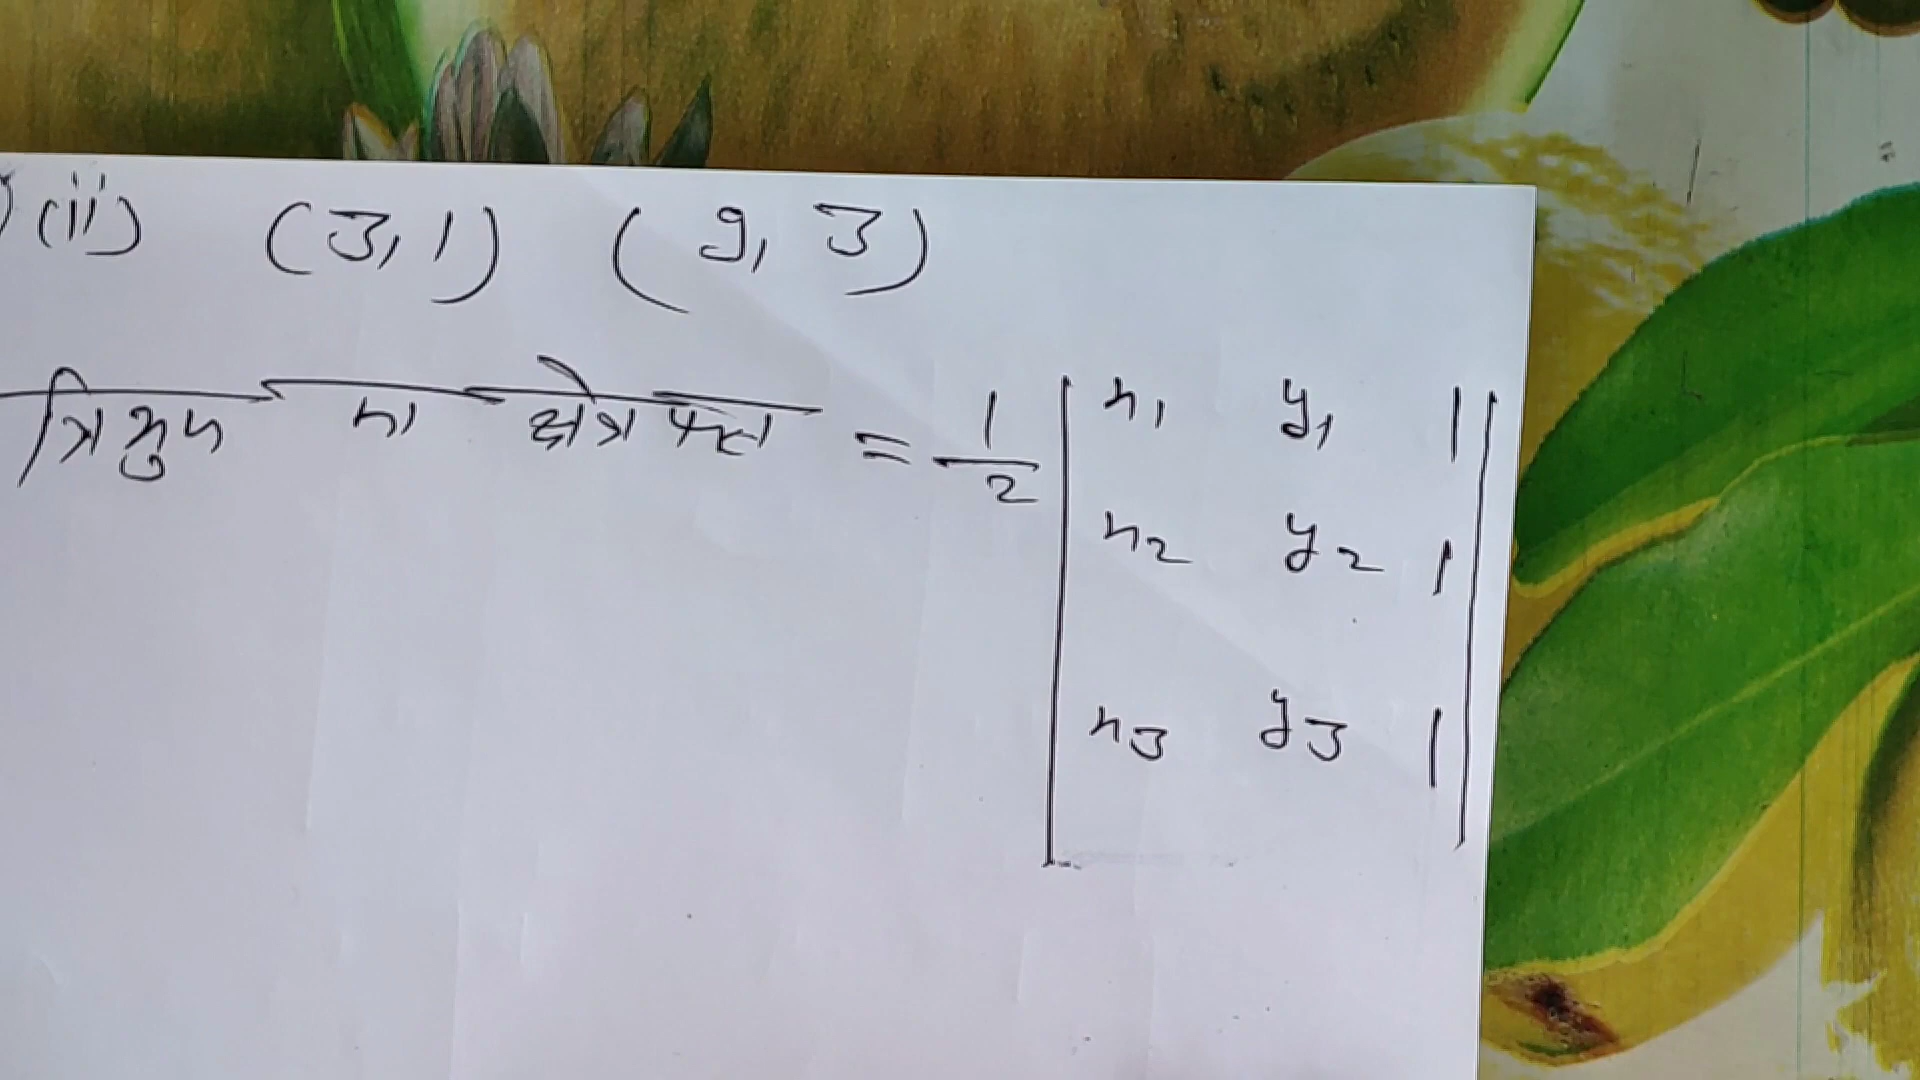 (ii) (3, 1) (9, 3)
त्रिभुज का क्षेत्रफल = 1/2 | x1 y1 1 |
x2 y2 1
x3 y3 1